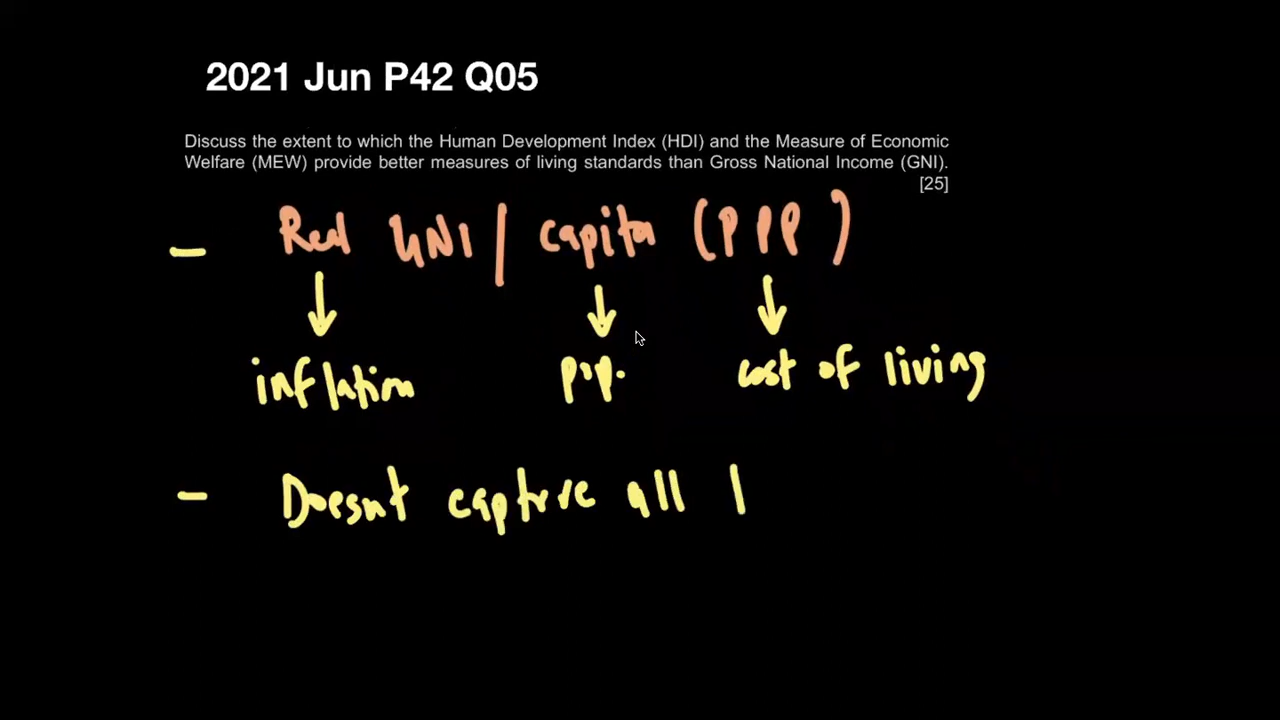 2021 Jun P42 Q05
Discuss the extent to which the Human Development Index (HDI) and the Measure of Economic
Welfare (MEW) provide better measures of living standards than Gross National Income (GNI).
[25]
- Real GNI / capita (PPP)
inflation pop. cost of living
- Doesnt capture all